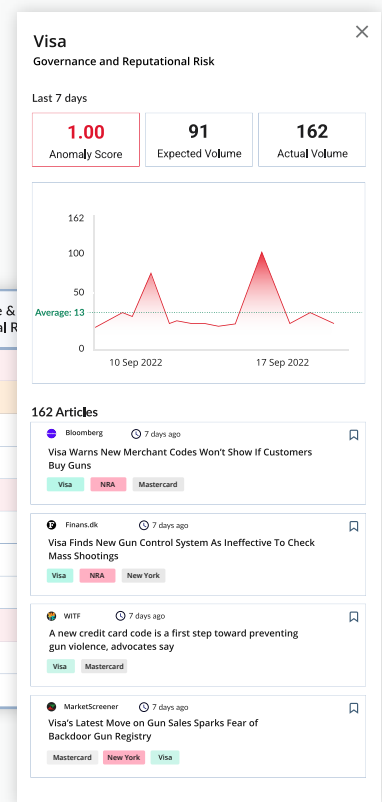 Visa
Governance and Reputational Risk
Last 7 days
1.00
Anomaly Score
91
Expected Volume
162
Actual Volume
162
100
50
Average: 13
0
10 Sep 2022
17 Sep 2022
162 Articles
Bloomberg
7 days ago
Visa Warns New Merchant Codes Won’t Show If Customers
Buy Guns
Visa
NRA
Mastercard
Finans.dk
7 days ago
Visa Finds New Gun Control System As Ineffective To Check
Mass Shootings
Visa
NRA
New York
WITF
7 days ago
A new credit card code is a first step toward preventing
gun violence, advocates say
Visa
Mastercard
MarketScreener
7 days ago
Visa’s Latest Move on Gun Sales Sparks Fear of
Backdoor Gun Registry
Mastercard
New York
Visa